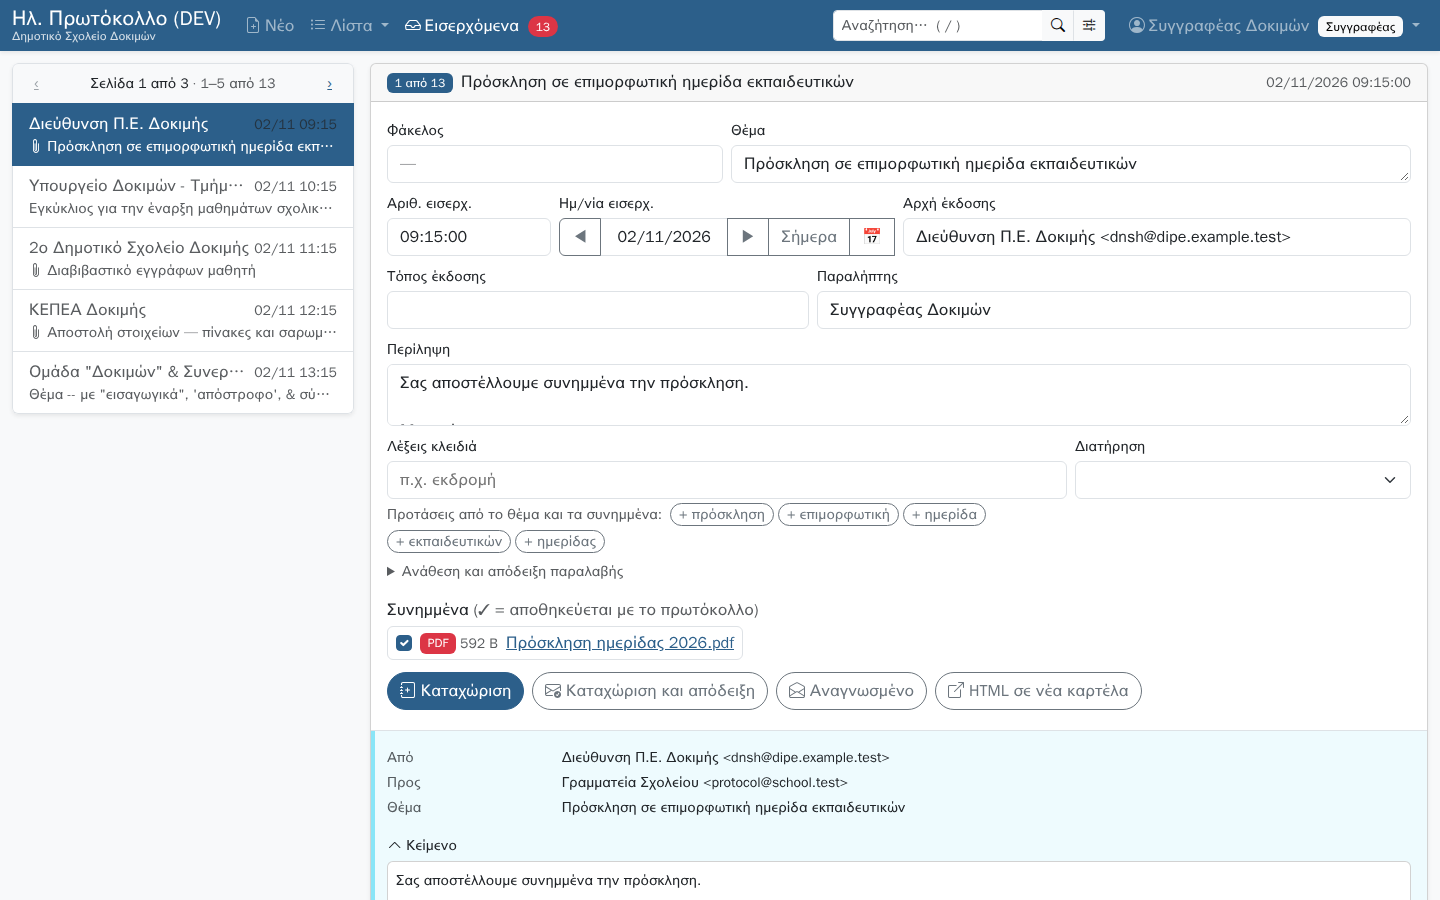 Ηλ. Πρωτόκολλο (DEV)
Δημοτικό Σχολείο Δοκιμών
Νέο
Λίστα
Εισερχόμενα 13
Αναζήτηση… ( / )
Συγγραφέας Δοκιμών Συγγραφέας
‹ Σελίδα 1 από 3 · 1–5 από 13 ›
Διεύθυνση Π.Ε. Δοκιμής 02/11 09:15
Πρόσκληση σε επιμορφωτική ημερίδα εκπ…
Υπουργείο Δοκιμών - Τμήμ… 02/11 10:15
Εγκύκλιος για την έναρξη μαθημάτων σχολικ…
2ο Δημοτικό Σχολείο Δοκιμής 02/11 11:15
Διαβιβαστικό εγγράφων μαθητή
ΚΕΠΕΑ Δοκιμής 02/11 12:15
Αποστολή στοιχείων — πίνακες και σαρωμ…
Ομάδα "Δοκιμών" & Συνερ… 02/11 13:15
Θέμα -- με "εισαγωγικά", 'απόστροφο', & σύ…
1 από 13 Πρόσκληση σε επιμορφωτική ημερίδα εκπαιδευτικών 02/11/2026 09:15:00
Φάκελος Θέμα
— Πρόσκληση σε επιμορφωτική ημερίδα εκπαιδευτικών
Αριθ. εισερχ. Ημ/νία εισερχ. Αρχή έκδοσης
09:15:00 ◀ 02/11/2026 ▶ Σήμερα Διεύθυνση Π.Ε. Δοκιμής <dnsh@dipe.example.test>
Τόπος έκδοσης Παραλήπτης
Συγγραφέας Δοκιμών
Περίληψη
Σας αποστέλλουμε συνημμένα την πρόσκληση.
Λέξεις κλειδιά Διατήρηση
π.χ. εκδρομή
Προτάσεις από το θέμα και τα συνημμένα: + πρόσκληση + επιμορφωτική + ημερίδα
+ εκπαιδευτικών + ημερίδας
▶ Ανάθεση και απόδειξη παραλαβής
Συνημμένα (✓ = αποθηκεύεται με το πρωτόκολλο)
PDF 592 B Πρόσκληση ημερίδας 2026.pdf
Καταχώριση Καταχώριση και απόδειξη Αναγνωσμένο HTML σε νέα καρτέλα
Από Διεύθυνση Π.Ε. Δοκιμής <dnsh@dipe.example.test>
Προς Γραμματεία Σχολείου <protocol@school.test>
Θέμα Πρόσκληση σε επιμορφωτική ημερίδα εκπαιδευτικών
Κείμενο
Σας αποστέλλουμε συνημμένα την πρόσκληση.